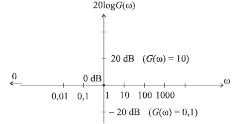 20logG(ω)
20 dB (G(ω) = 10)
0 0 dB ω
0,01 0,1 1 10 100 1000
– 20 dB (G(ω) = 0,1)